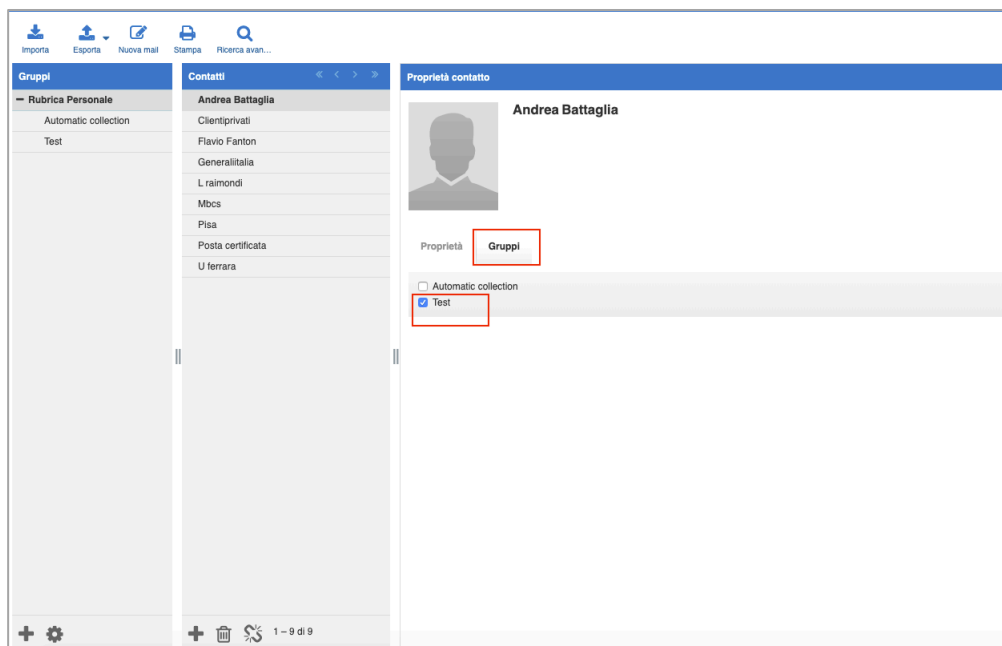 Importa Esporta Nuova mail Stampa Ricerca avan...
Gruppi
Rubrica Personale
Automatic collection
Test
Contatti
Andrea Battaglia
Clientiprivati
Flavio Fanton
Generaliitalia
L raimondi
Mbcs
Pisa
Posta certificata
U ferrara
1 – 9 di 9
Proprietà contatto
Andrea Battaglia
Proprietà Gruppi
Automatic collection
Test